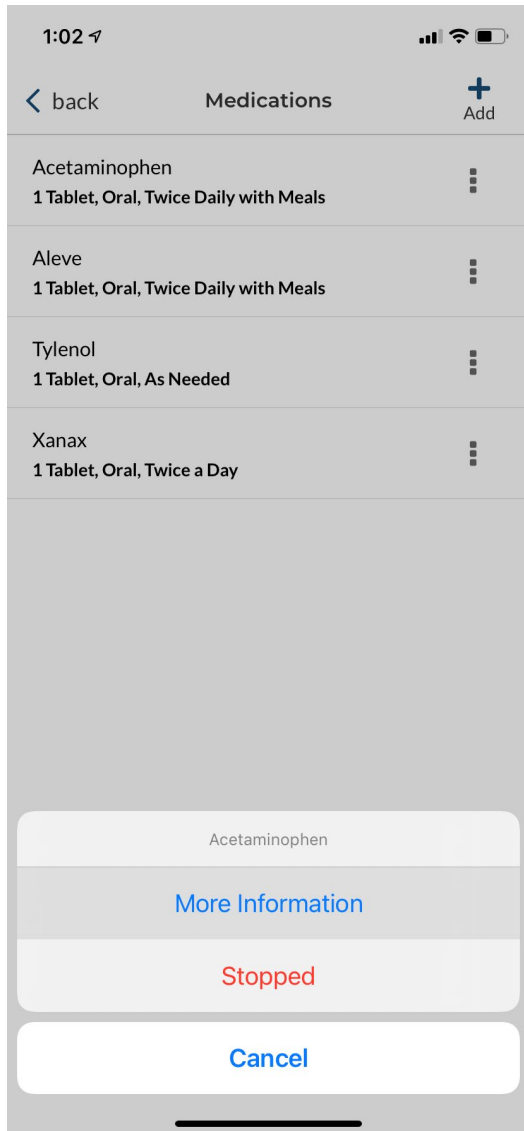 1:02
back
Medications
Add
Acetaminophen
1 Tablet, Oral, Twice Daily with Meals
Aleve
1 Tablet, Oral, Twice Daily with Meals
Tylenol
1 Tablet, Oral, As Needed
Xanax
1 Tablet, Oral, Twice a Day
Acetaminophen
More Information
Stopped
Cancel